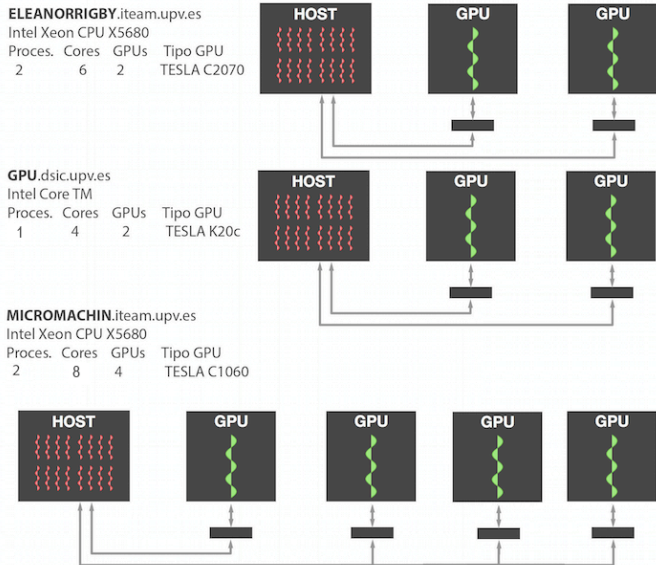 ELEANORRIGBY.iteam.upv.es
Intel Xeon CPU X5680
Proces. Cores GPUs Tipo GPU
2 6 2 TESLA C2070
HOST GPU GPU
GPU.dsic.upv.es
Intel Core TM
Proces. Cores GPUs Tipo GPU
1 4 2 TESLA K20c
HOST GPU GPU
MICROMACHIN.iteam.upv.es
Intel Xeon CPU X5680
Proces. Cores GPUs Tipo GPU
2 8 4 TESLA C1060
HOST GPU GPU GPU GPU